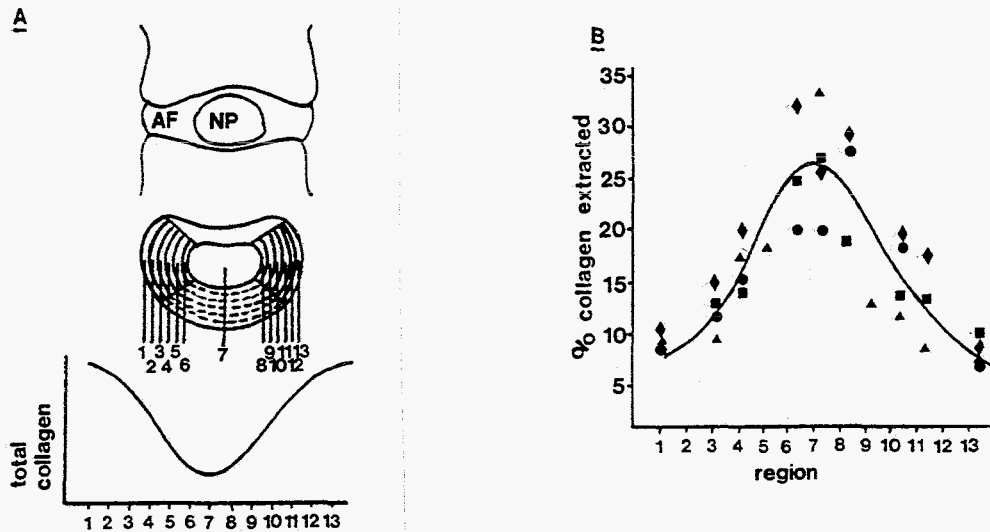 A
AF NP
1 3 5 7 9 11 13
2 4 6 8 10 12
total
collagen
1 2 3 4 5 6 7 8 9 10 11 12 13
B
% collagen extracted
35
30
25
20
15
10
5
1 2 3 4 5 6 7 8 9 10 11 12 13
region